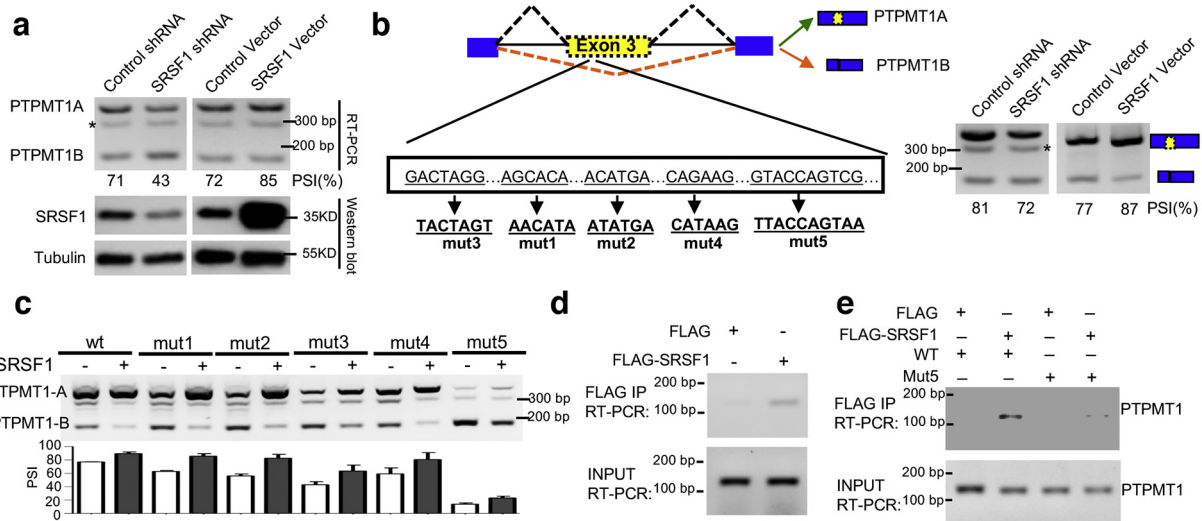 a
Control shRNA
SRSF1 shRNA
Control Vector
SRSF1 Vector
PTPMT1A
*
300 bp
200 bp
PTPMT1B
RT-PCR
71 43 72 85 PSI(%)
SRSF1
35KD
Tubulin
55KD
Western blot
b
Exon 3
PTPMT1A
PTPMT1B
GACTAGG...AGCACA...ACATGA...CAGAAG...GTACCAGTCG...
TACTAGT AACATA ATATGA CATAAG TTACCAGTAA
mut3 mut1 mut2 mut4 mut5
Control shRNA
SRSF1 shRNA
Control Vector
SRSF1 Vector
300 bp
*
200 bp
81 72 77 87 PSI(%)
c
wt mut1 mut2 mut3 mut4 mut5
SRSF1 - + - + - + - + - + - +
PTPMT1-A
300 bp
200 bp
PTPMT1-B
PSI
100
80
60
40
20
0
d
FLAG + -
FLAG-SRSF1 - +
FLAG IP
RT-PCR:
200 bp
100 bp
INPUT
RT-PCR:
200 bp
100 bp
e
FLAG + - + -
FLAG-SRSF1 - + - +
WT + + - -
Mut5 - - + +
FLAG IP
RT-PCR:
200 bp
100 bp
PTPMT1
INPUT
RT-PCR:
200 bp
100 bp
PTPMT1